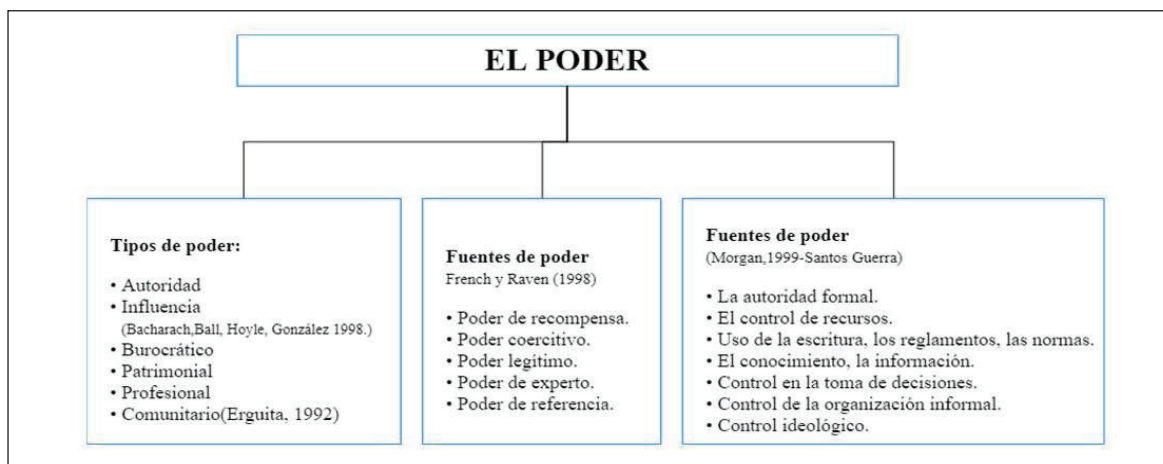 EL PODER
Tipos de poder:
• Autoridad
• Influencia
(Bacharach,Ball, Hoyle, González 1998.)
• Burocrático
• Patrimonial
• Profesional
• Comunitario(Erguita, 1992)
Fuentes de poder
French y Raven (1998)
• Poder de recompensa.
• Poder coercitivo.
• Poder legítimo.
• Poder de experto.
• Poder de referencia.
Fuentes de poder
(Morgan,1999-Santos Guerra)
• La autoridad formal.
• El control de recursos.
• Uso de la escritura, los reglamentos, las normas.
• El conocimiento, la información.
• Control en la toma de decisiones.
• Control de la organización informal.
• Control ideológico.